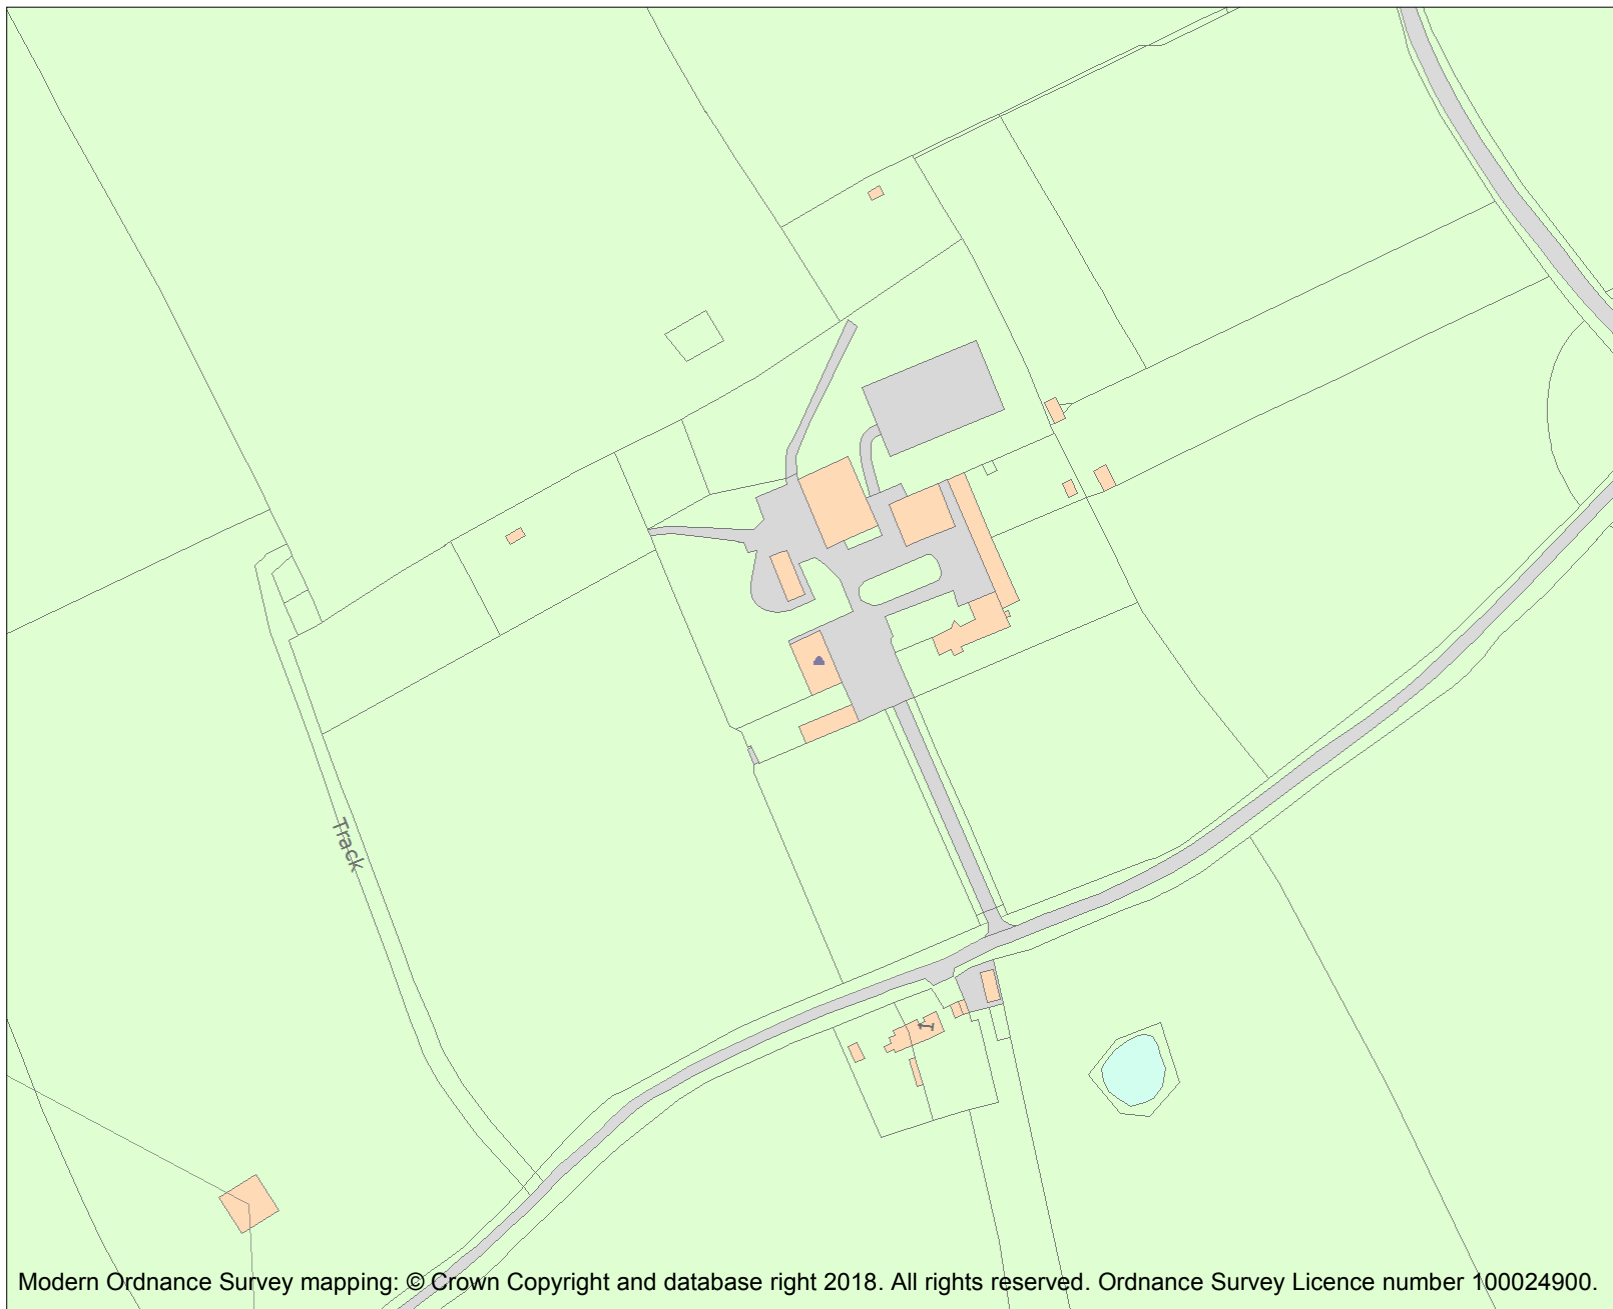 Track
1
Modern Ordnance Survey mapping: © Crown Copyright and database right 2018. All rights reserved. Ordnance Survey Licence number 100024900.